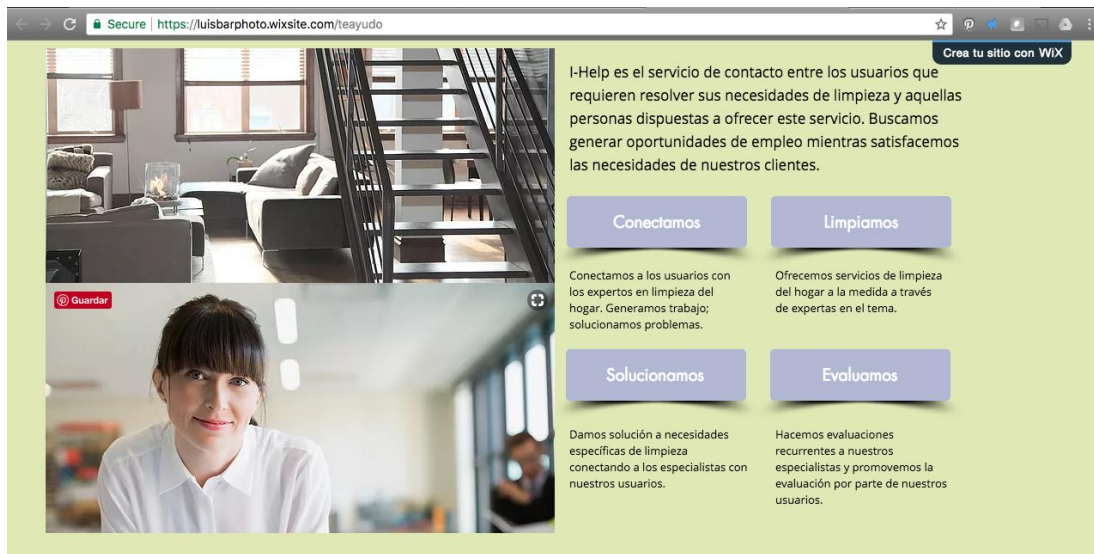 Secure | https://luisbarphoto.wixsite.com/teayudo
Crea tu sitio con WiX
I-Help es el servicio de contacto entre los usuarios que
requieren resolver sus necesidades de limpieza y aquellas
personas dispuestas a ofrecer este servicio. Buscamos
generar oportunidades de empleo mientras satisfacemos
las necesidades de nuestros clientes.
Conectamos
Conectamos a los usuarios con
los expertos en limpieza del
hogar. Generamos trabajo;
solucionamos problemas.
Limpiamos
Ofrecemos servicios de limpieza
del hogar a la medida a través
de expertas en el tema.
Guardar
Solucionamos
Damos solución a necesidades
específicas de limpieza
conectando a los especialistas con
nuestros usuarios.
Evaluamos
Hacemos evaluaciones
recurrentes a nuestros
especialistas y promovemos la
evaluación por parte de nuestros
usuarios.